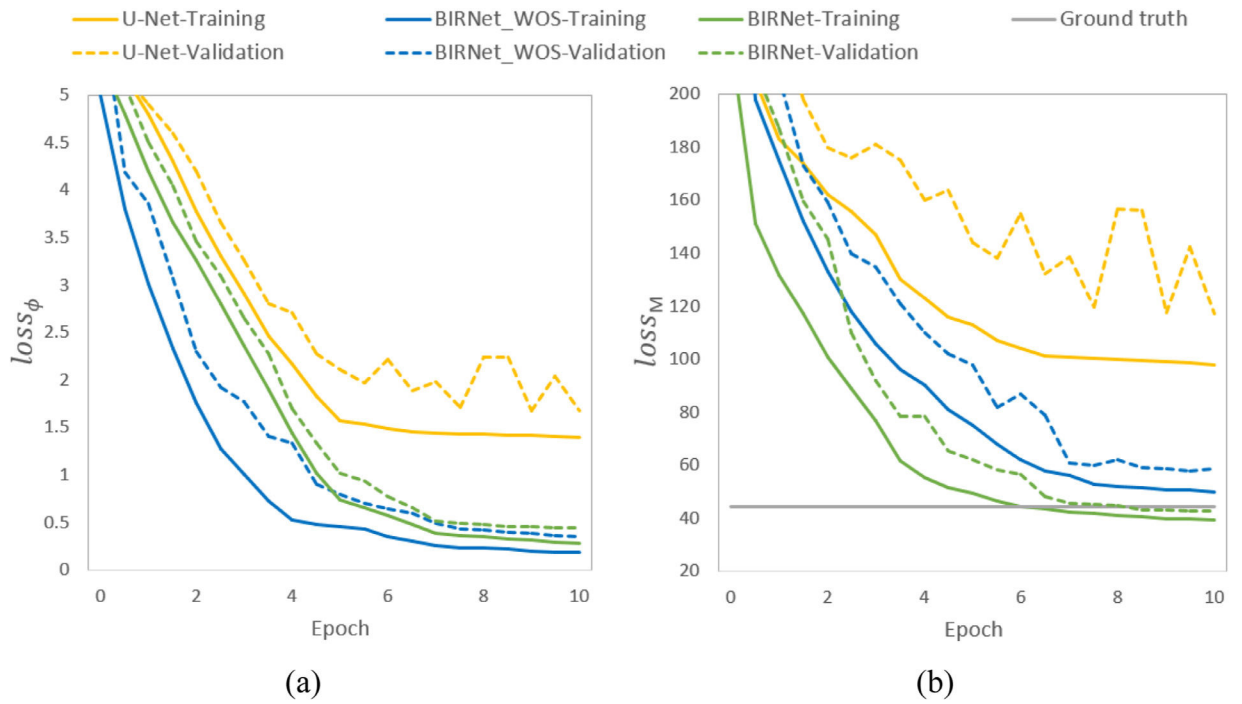 U-Net-Training BIRNet_WOS-Training BIRNet-Training Ground truth
U-Net-Validation BIRNet_WOS-Validation BIRNet-Validation
5
4.5
4
3.5
3
2.5
2
1.5
1
0.5
0
loss_ϕ
0 2 4 6 8 10
Epoch
(a)
200
180
160
140
120
100
80
60
40
20
loss_M
0 2 4 6 8 10
Epoch
(b)